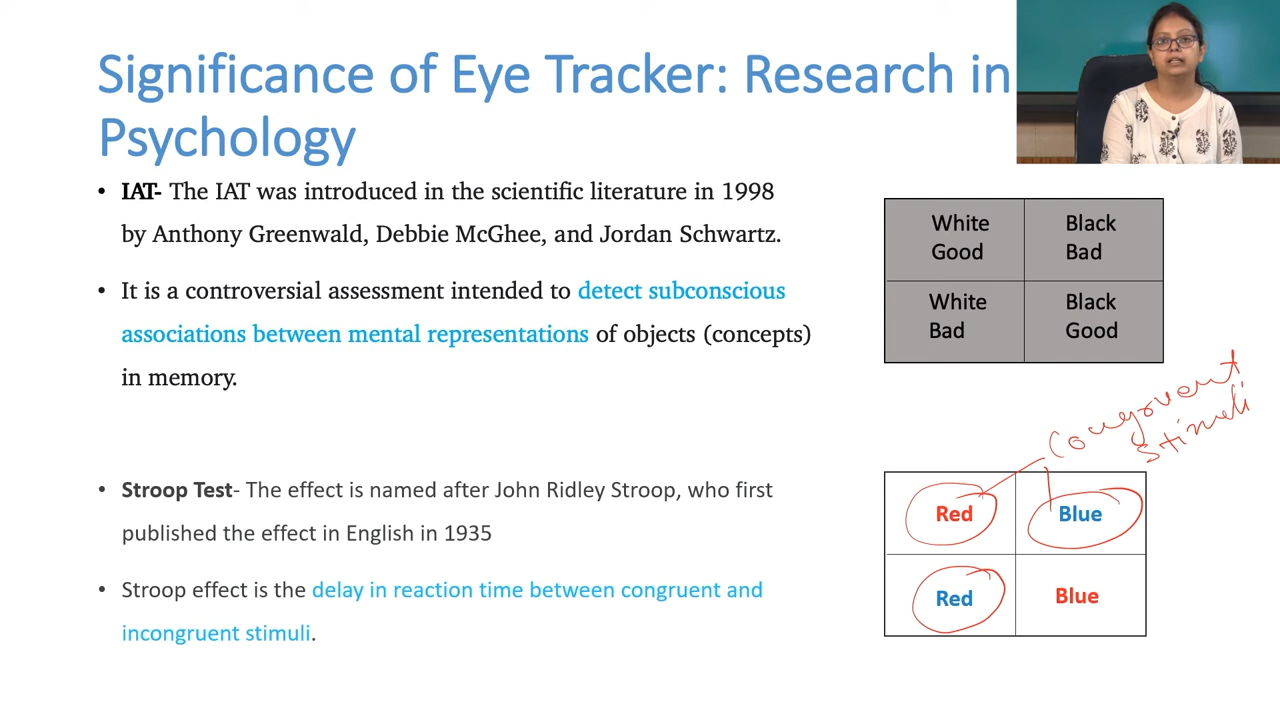 Significance of Eye Tracker: Research in
Psychology
• IAT- The IAT was introduced in the scientific literature in 1998
by Anthony Greenwald, Debbie McGhee, and Jordan Schwartz.
• It is a controversial assessment intended to detect subconscious
associations between mental representations of objects (concepts)
in memory.
White
Good
Black
Bad
White
Bad
Black
Good
Congruent
Stimuli
• Stroop Test- The effect is named after John Ridley Stroop, who first
published the effect in English in 1935
• Stroop effect is the delay in reaction time between congruent and
incongruent stimuli.
Red
Blue
Red
Blue